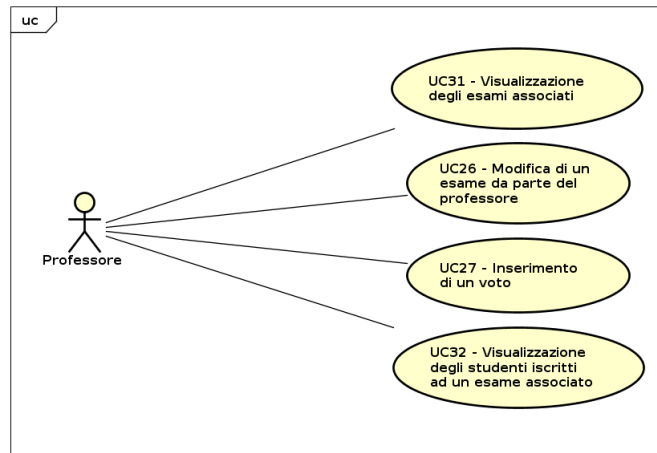 uc
UC31 - Visualizzazione
degli esami associati
UC26 - Modifica di un
esame da parte del
professore
Professore
UC27 - Inserimento
di un voto
UC32 - Visualizzazione
degli studenti iscritti
ad un esame associato